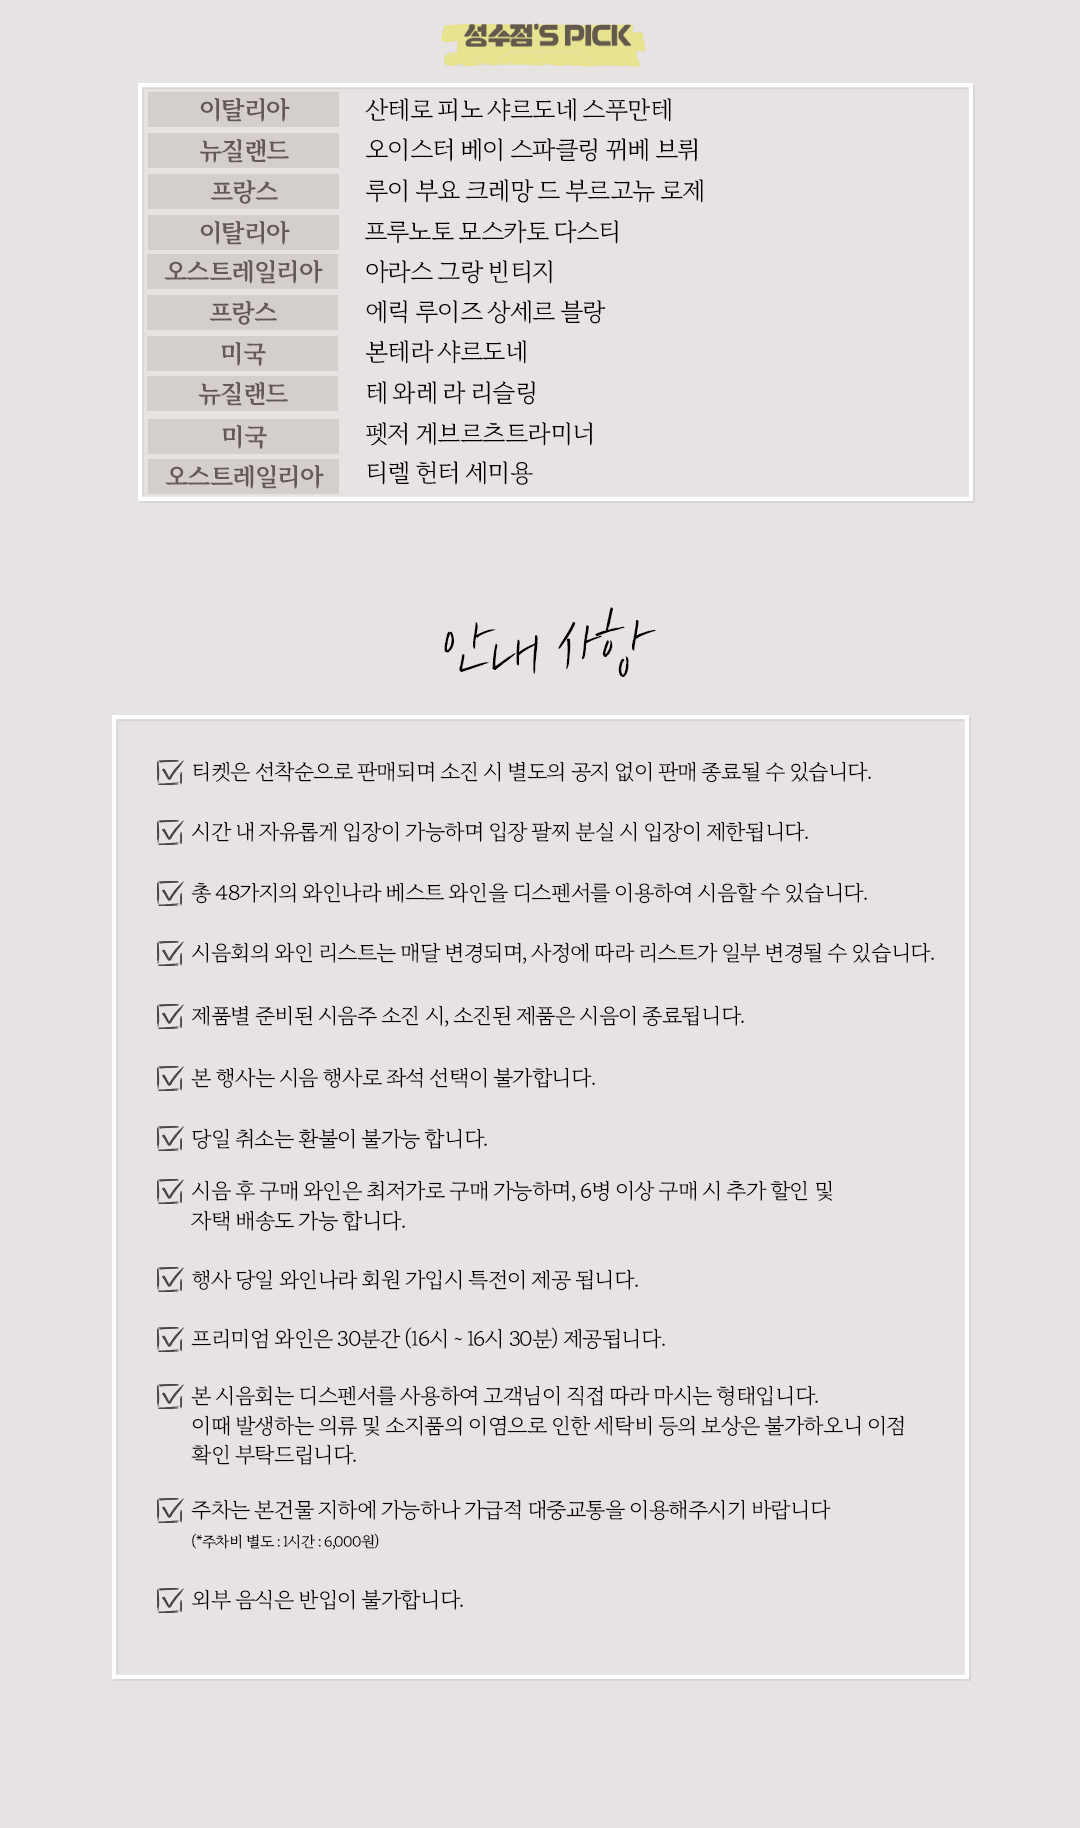 성수점'S PICK
이탈리아 산테로 피노 샤르도네 스푸만테
뉴질랜드 오이스터 베이 스파클링 뀌베 브뤼
프랑스 루이 부요 크레망 드 부르고뉴 로제
이탈리아 프루노토 모스카토 다스티
오스트레일리아 아라스 그랑 빈티지
프랑스 에릭 루이즈 상세르 블랑
미국 본테라 샤르도네
뉴질랜드 테 와레 라 리슬링
미국 펫저 게브르츠트라미너
오스트레일리아 티렐 헌터 세미용
안내 사항
티켓은 선착순으로 판매되며 소진 시 별도의 공지 없이 판매 종료될 수 있습니다.
시간 내 자유롭게 입장이 가능하며 입장 팔찌 분실 시 입장이 제한됩니다.
총 48가지의 와인나라 베스트 와인을 디스펜서를 이용하여 시음할 수 있습니다.
시음회의 와인 리스트는 매달 변경되며, 사정에 따라 리스트가 일부 변경될 수 있습니다.
제품별 준비된 시음주 소진 시, 소진된 제품은 시음이 종료됩니다.
본 행사는 시음 행사로 좌석 선택이 불가합니다.
당일 취소는 환불이 불가능 합니다.
시음 후 구매 와인은 최저가로 구매 가능하며, 6병 이상 구매 시 추가 할인 및
자택 배송도 가능 합니다.
행사 당일 와인나라 회원 가입시 특전이 제공 됩니다.
프리미엄 와인은 30분간 (16시 ~ 16시 30분) 제공됩니다.
본 시음회는 디스펜서를 사용하여 고객님이 직접 따라 마시는 형태입니다.
이때 발생하는 의류 및 소지품의 이염으로 인한 세탁비 등의 보상은 불가하오니 이점
확인 부탁드립니다.
주차는 본건물 지하에 가능하나 가급적 대중교통을 이용해주시기 바랍니다
(*주차비 별도 : 1시간 : 6,000원)
외부 음식은 반입이 불가합니다.